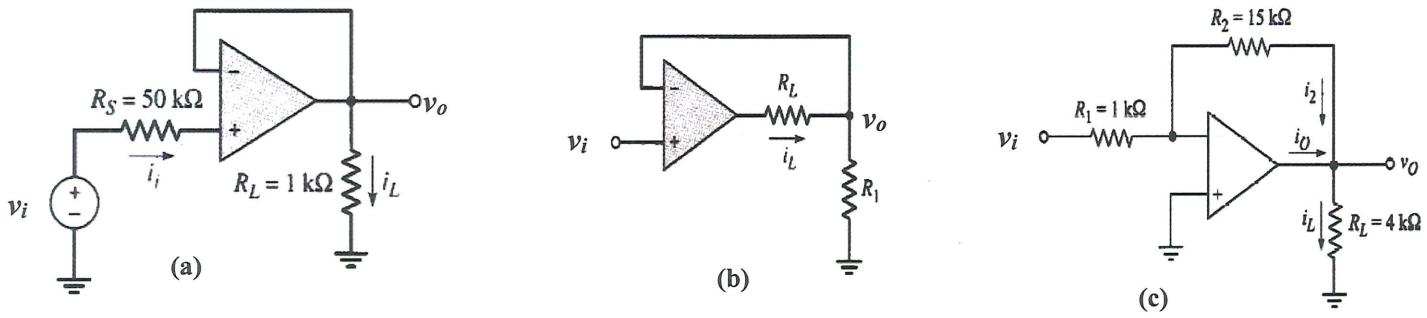 R_S = 50 kΩ
i_i
v_i
+
−
−
+
v_o
R_L = 1 kΩ
i_L
(a)
v_i
−
+
R_L
i_L
v_o
R_1
(b)
R_2 = 15 kΩ
i_2
R_1 = 1 kΩ
v_i
+
i_O
v_O
i_L
R_L = 4 kΩ
(c)